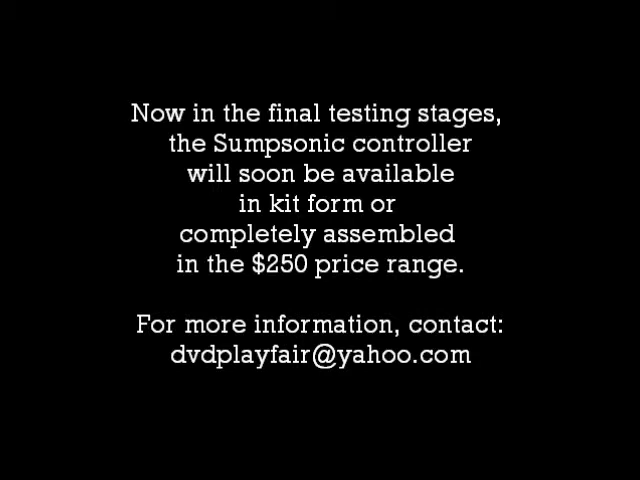 Now in the final testing stages,
the Sumpsonic controller
will soon be available
in kit form or
completely assembled
in the $250 price range.
For more information, contact:
dvdplayfair@yahoo.com